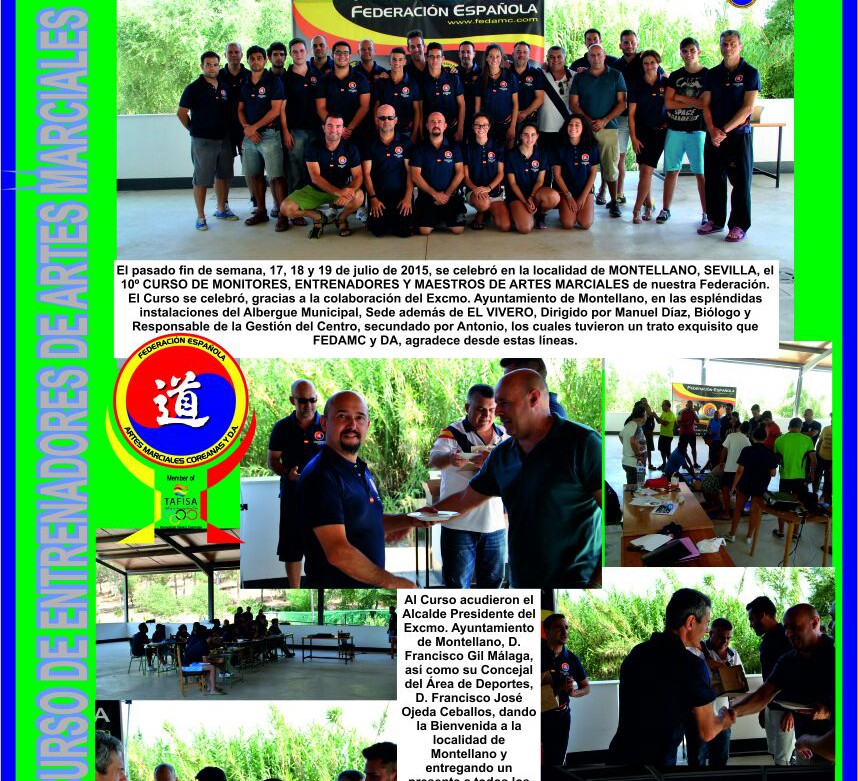 FEDERACIÓN ESPAÑOLA
www.fedamc.com
SPACE
CURSO DE ENTRENADORES DE ARTES MARCIALES
El pasado fin de semana, 17, 18 y 19 de julio de 2015, se celebró en la localidad de MONTELLANO, SEVILLA, el
10º CURSO DE MONITORES, ENTRENADORES Y MAESTROS DE ARTES MARCIALES de nuestra Federación.
El Curso se celebró, gracias a la colaboración del Excmo. Ayuntamiento de Montellano, en las espléndidas
instalaciones del Albergue Municipal, Sede además de EL VIVERO, Dirigido por Manuel Díaz, Biólogo y
Responsable de la Gestión del Centro, secundado por Antonio, los cuales tuvieron un trato exquisito que
FEDAMC y DA, agradece desde estas líneas.
FEDERACIÓN ESPAÑOLA
道
ARTES MARCIALES COREANAS Y D.A.
Member of
TAFISA
FEDERACIÓN ESPAÑOLA
Al Curso acudieron el
Alcalde Presidente del
Excmo. Ayuntamiento
de Montellano, D.
Francisco Gil Málaga,
así como su Concejal
del Área de Deportes,
D. Francisco José
Ojeda Ceballos, dando
la Bienvenida a la
localidad de
Montellano y
entregando un
presente a todos los